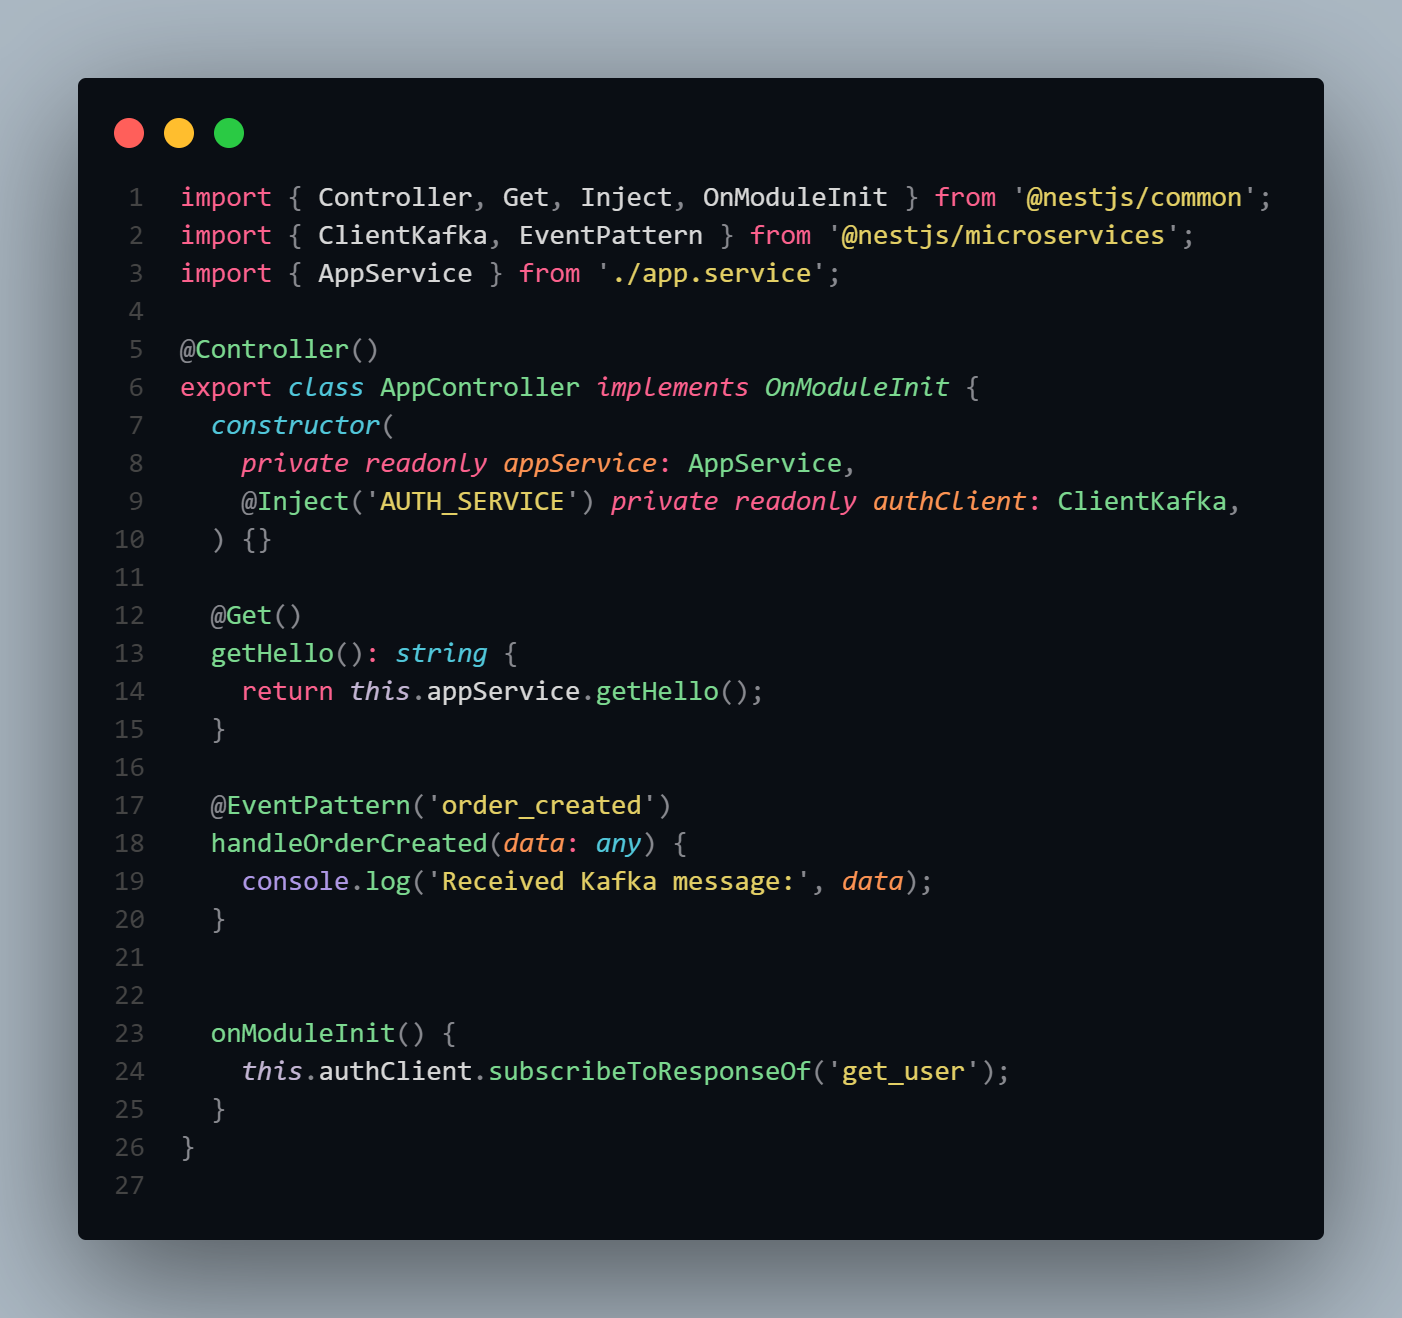 1 import { Controller, Get, Inject, OnModuleInit } from '@nestjs/common';
2 import { ClientKafka, EventPattern } from '@nestjs/microservices';
3 import { AppService } from './app.service';
4
5 @Controller()
6 export class AppController implements OnModuleInit {
7   constructor(
8     private readonly appService: AppService,
9     @Inject('AUTH_SERVICE') private readonly authClient: ClientKafka,
10   ) {}
11
12   @Get()
13   getHello(): string {
14     return this.appService.getHello();
15   }
16
17   @EventPattern('order_created')
18   handleOrderCreated(data: any) {
19     console.log('Received Kafka message:', data);
20   }
21
22
23   onModuleInit() {
24     this.authClient.subscribeToResponseOf('get_user');
25   }
26 }
27